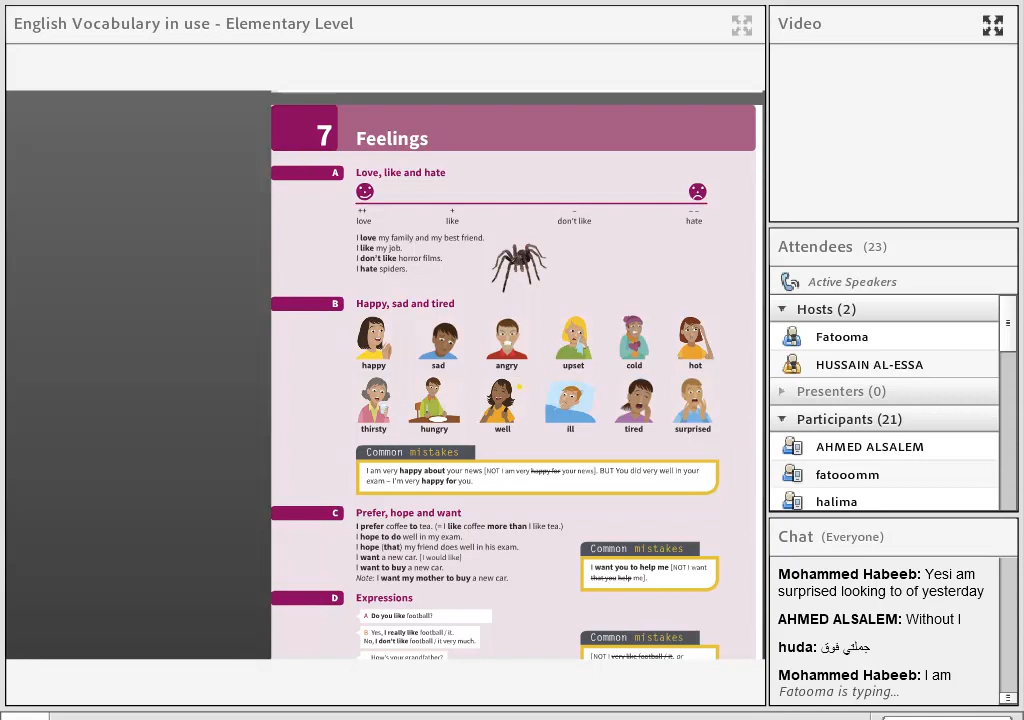 English Vocabulary in use - Elementary Level
7 Feelings
A Love, like and hate
++ + – – –
love like don't like hate
I love my family and my best friend.
I like my job.
I don't like horror films.
I hate spiders.
B Happy, sad and tired
happy sad angry upset cold hot
thirsty hungry well ill tired surprised
Common mistakes
I am very happy about your news [NOT I am very happy for your news]. BUT You did very well in your
exam – I'm very happy for you.
C Prefer, hope and want
I prefer coffee to tea. (= I like coffee more than I like tea.)
I hope to do well in my exam.
I hope (that) my friend does well in his exam.
I want a new car. [I would like]
I want to buy a new car.
Note: I want my mother to buy a new car.
Common mistakes
I want you to help me [NOT I want
that you help me].
D Expressions
A Do you like football?
B Yes, I really like football / it.
No, I don't like football / it very much.
How's your grandfather?
Common mistakes
[NOT I very like football / it. or
Video
Attendees (23)
Active Speakers
Hosts (2)
Fatooma
HUSSAIN AL-ESSA
Presenters (0)
Participants (21)
AHMED ALSALEM
fatooomm
halima
Chat (Everyone)
Mohammed Habeeb: Yesi am
surprised looking to of yesterday
AHMED ALSALEM: Without I
huda: جملتي فوق
Mohammed Habeeb: I am
Fatooma is typing...